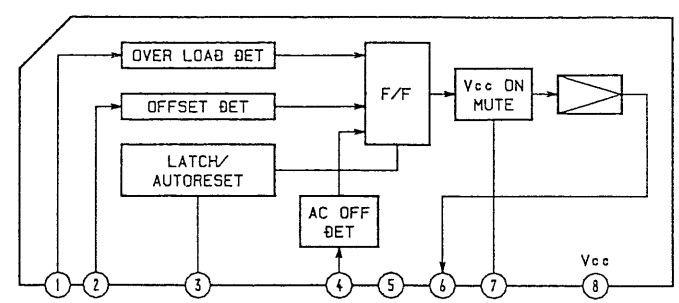 OVER LOAD DET
OFFSET DET
LATCH/
AUTORESET
F/F
Vcc ON
MUTE
AC OFF
DET
Vcc
1 2 3 4 5 6 7 8